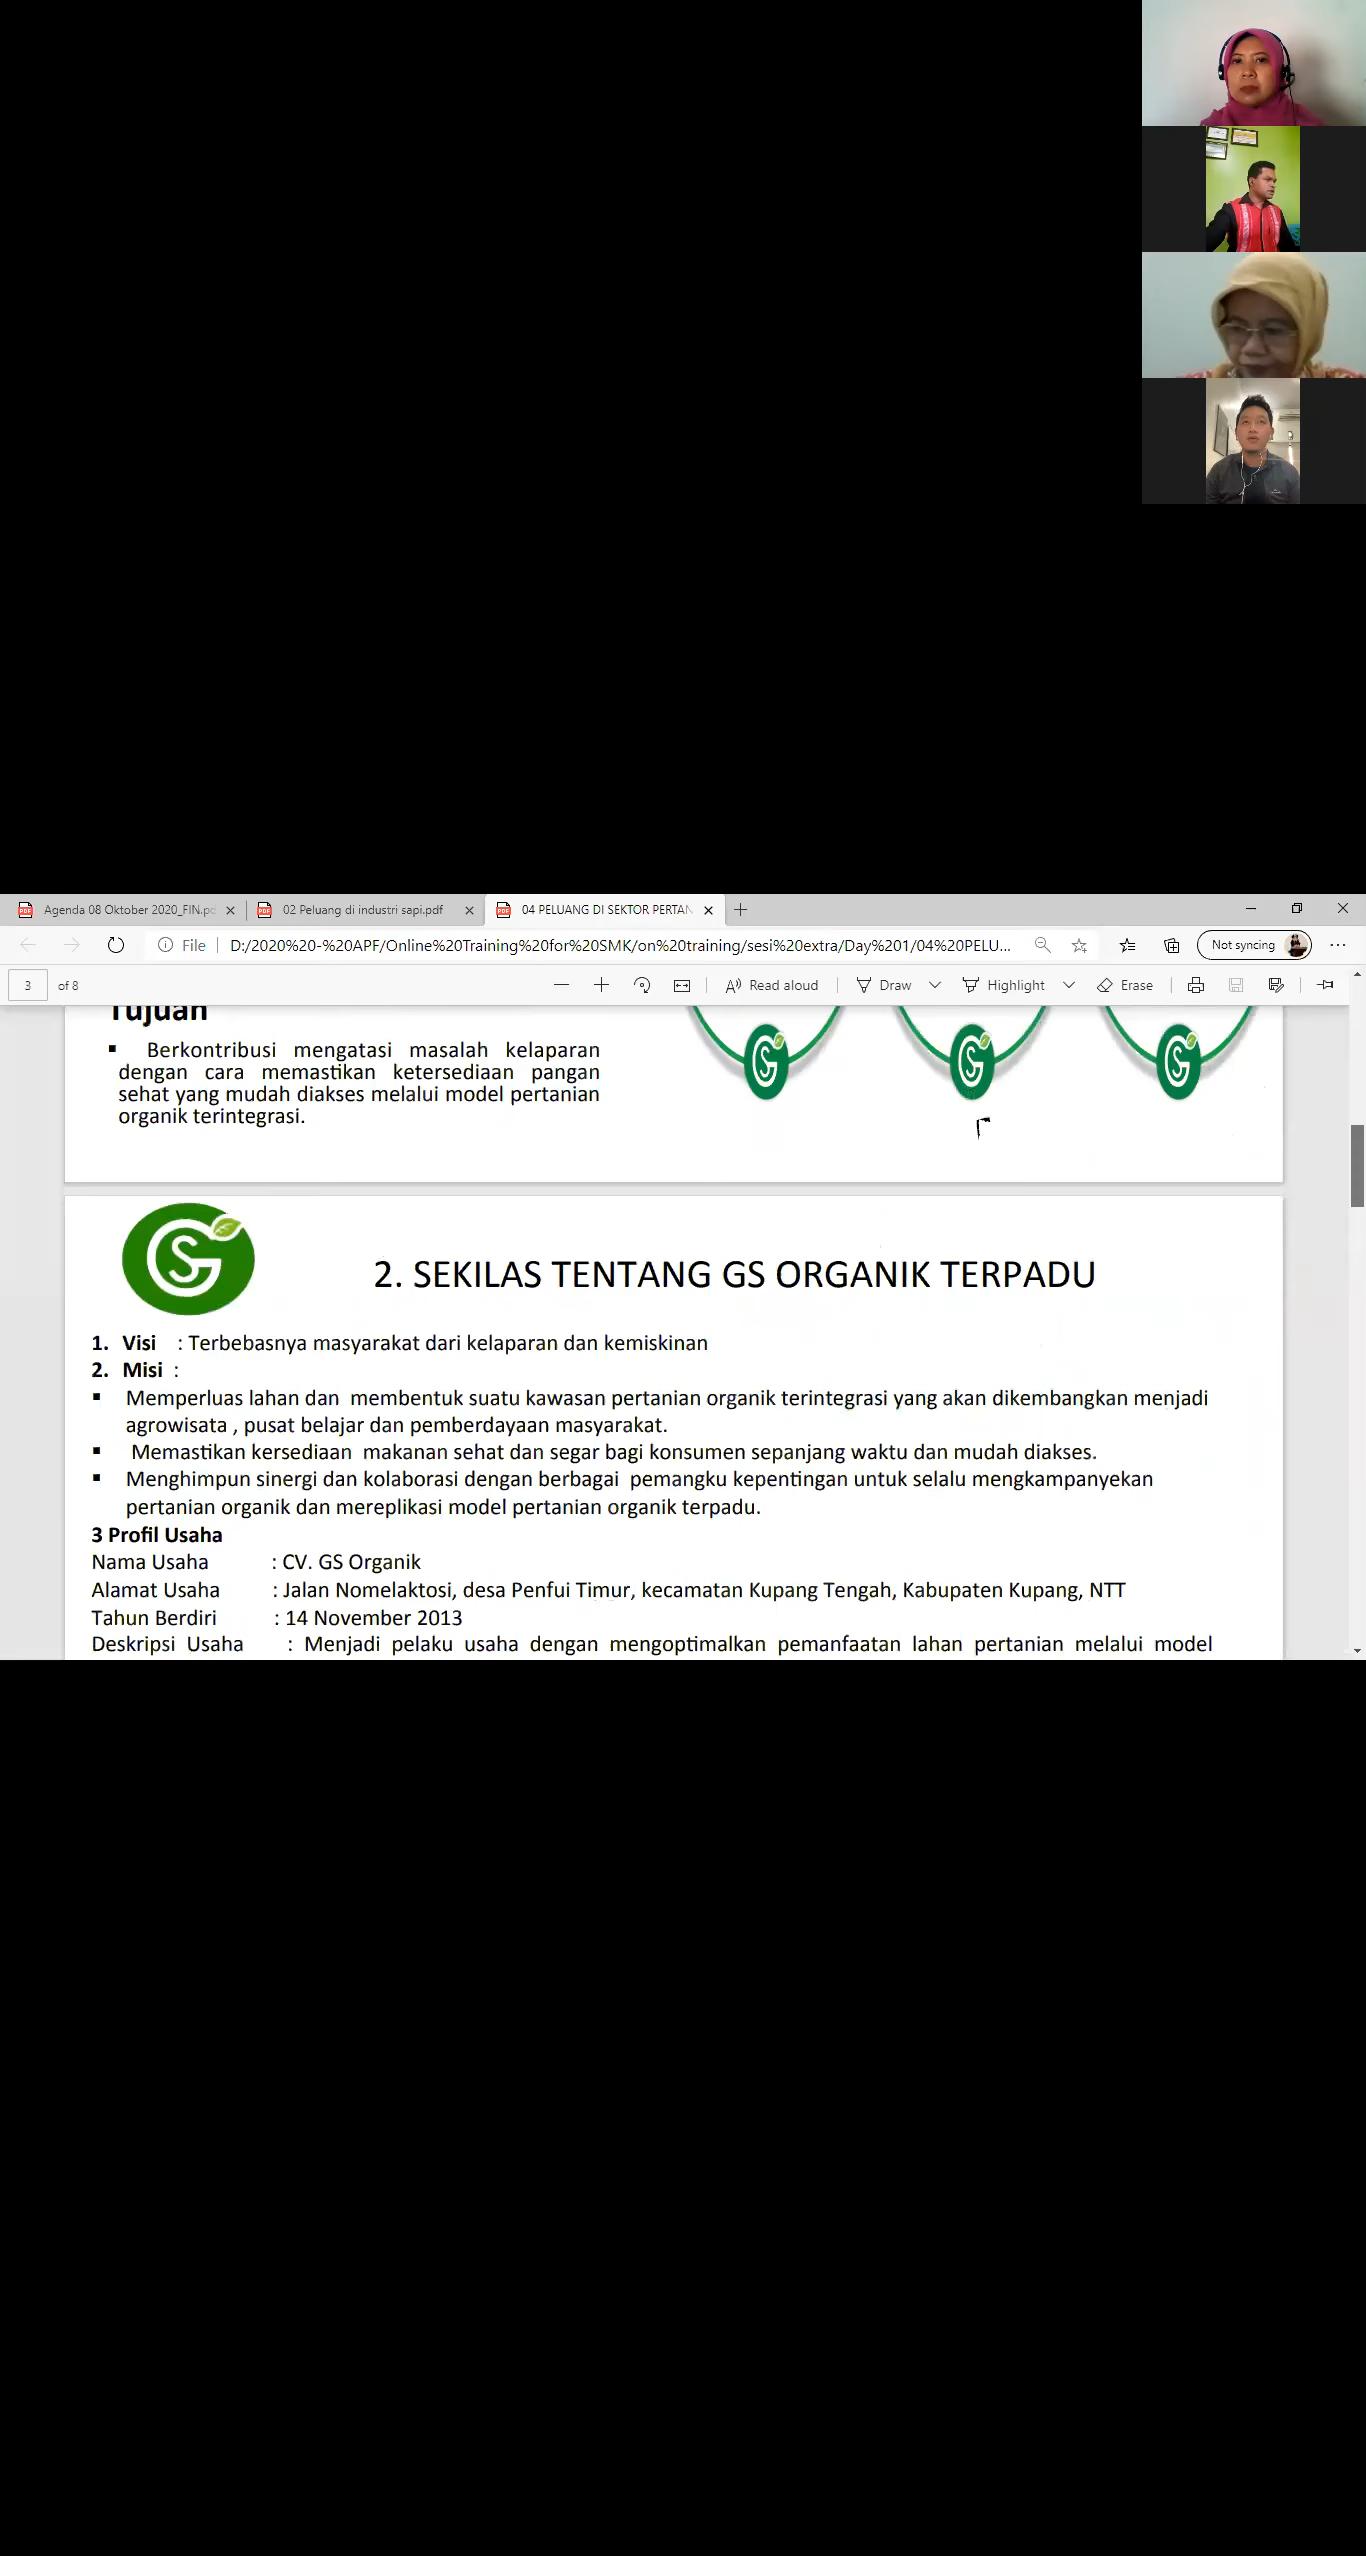 Agenda 08 Oktober 2020_FIN.pd
02 Peluang di industri sapi.pdf
04 PELUANG DI SEKTOR PERTAN
File
D:/2020%20-%20APF/Online%20Training%20for%20SMK/on%20training/sesi%20extra/Day%201/04%20PELU...
Not syncing
3 of 8
Read aloud
Draw
Highlight
Erase
Tujuan
▪ Berkontribusi mengatasi masalah kelaparan
dengan cara memastikan ketersediaan pangan
sehat yang mudah diakses melalui model pertanian
organik terintegrasi.
2. SEKILAS TENTANG GS ORGANIK TERPADU
1. Visi : Terbebasnya masyarakat dari kelaparan dan kemiskinan
2. Misi :
▪ Memperluas lahan dan membentuk suatu kawasan pertanian organik terintegrasi yang akan dikembangkan menjadi
agrowisata , pusat belajar dan pemberdayaan masyarakat.
▪ Memastikan kersediaan makanan sehat dan segar bagi konsumen sepanjang waktu dan mudah diakses.
▪ Menghimpun sinergi dan kolaborasi dengan berbagai pemangku kepentingan untuk selalu mengkampanyekan
pertanian organik dan mereplikasi model pertanian organik terpadu.
3 Profil Usaha
Nama Usaha : CV. GS Organik
Alamat Usaha : Jalan Nomelaktosi, desa Penfui Timur, kecamatan Kupang Tengah, Kabupaten Kupang, NTT
Tahun Berdiri : 14 November 2013
Deskripsi Usaha : Menjadi pelaku usaha dengan mengoptimalkan pemanfaatan lahan pertanian melalui model